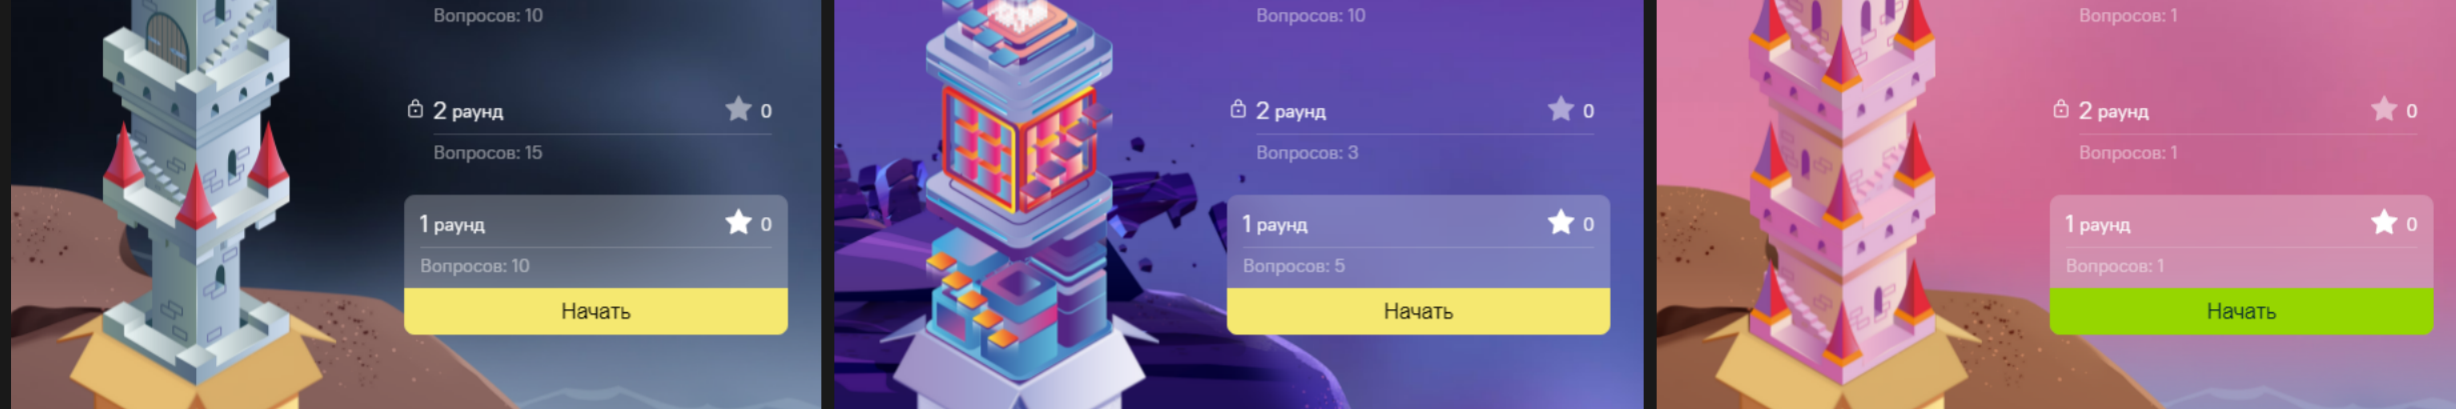 Вопросов: 10
2 раунд
0
Вопросов: 15
1 раунд
0
Вопросов: 10
Начать
Вопросов: 10
2 раунд
0
Вопросов: 3
1 раунд
0
Вопросов: 5
Начать
Вопросов: 1
2 раунд
0
Вопросов: 1
1 раунд
0
Вопросов: 1
Начать